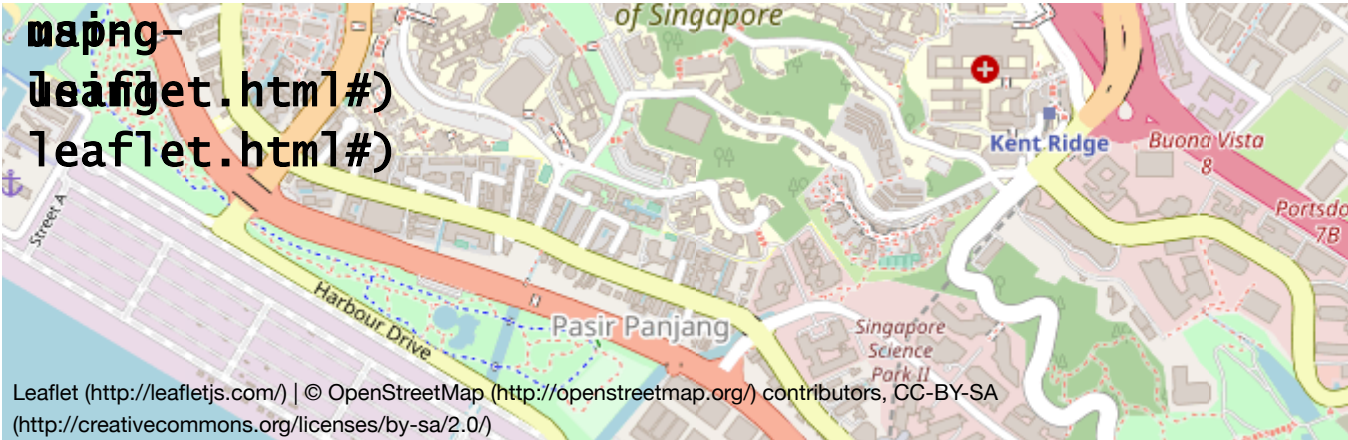 of Singapore
leaflet.html#)
leaflet.html#)
Kent Ridge
Buona Vista
8
Portsdo
7B
Street A
Harbour Drive
Pasir Panjang
Singapore
Science
Park II
Leaflet (http://leafletjs.com/) | © OpenStreetMap (http://openstreetmap.org/) contributors, CC-BY-SA
(http://creativecommons.org/licenses/by-sa/2.0/)